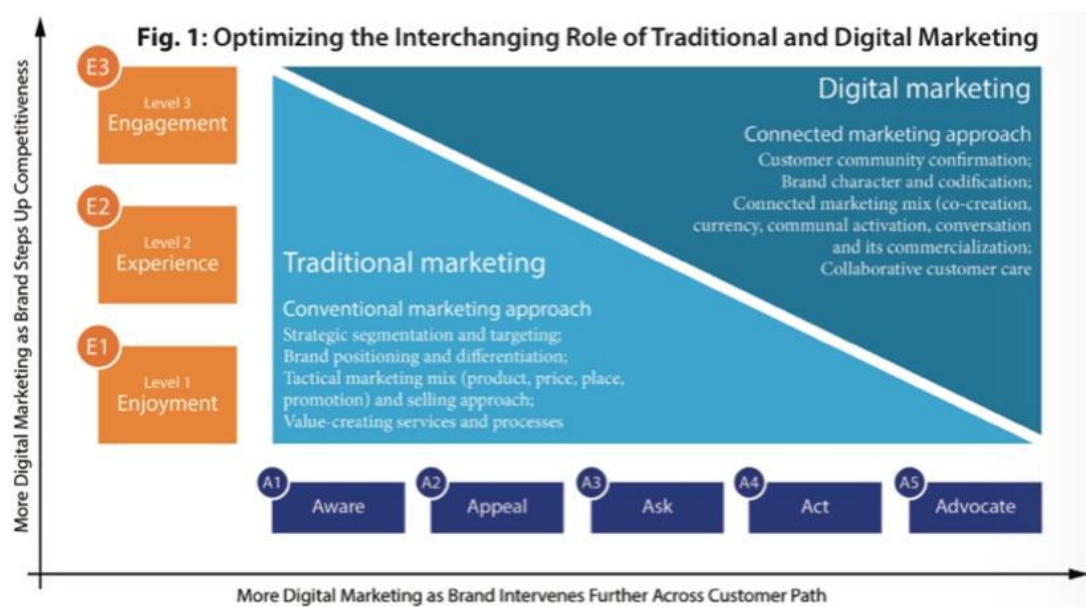 Fig. 1: Optimizing the Interchanging Role of Traditional and Digital Marketing
More Digital Marketing as Brand Steps Up Competitiveness
E3
Level 3
Engagement
E2
Level 2
Experience
E1
Level 1
Enjoyment
Digital marketing
Connected marketing approach
Customer community confirmation;
Brand character and codification;
Connected marketing mix (co-creation,
currency, communal activation, conversation
and its commercialization;
Collaborative customer care
Traditional marketing
Conventional marketing approach
Strategic segmentation and targeting;
Brand positioning and differentiation;
Tactical marketing mix (product, price, place,
promotion) and selling approach;
Value-creating services and processes
A1
Aware
A2
Appeal
A3
Ask
A4
Act
A5
Advocate
More Digital Marketing as Brand Intervenes Further Across Customer Path